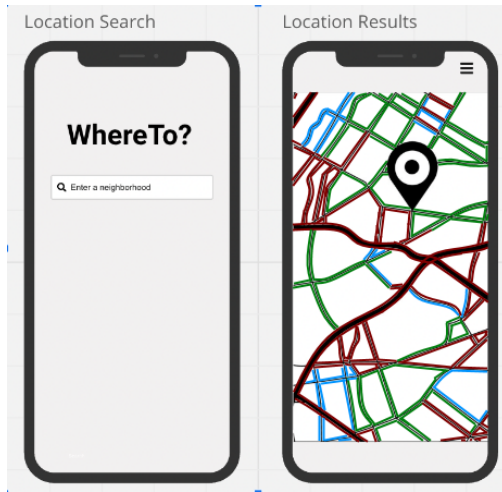 Location Search
Location Results
WhereTo?
Enter a neighborhood